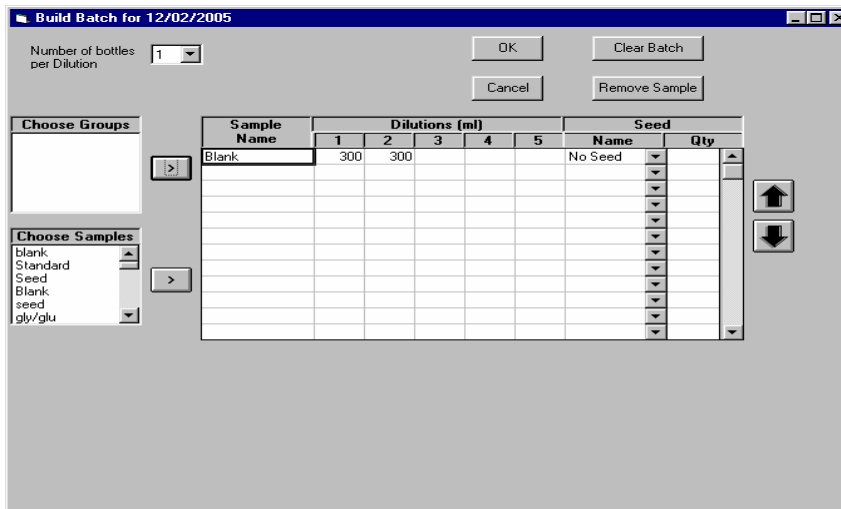 Build Batch for 12/02/2005
Number of bottles
per Dilution
1
OK
Clear Batch
Cancel
Remove Sample
Choose Groups
>
Sample
Name
Dilutions (ml)
Seed
1 2 3 4 5 Name Qty
Blank 300 300 No Seed
Choose Samples
blank
Standard
Seed
Blank
seed
gly/glu
>